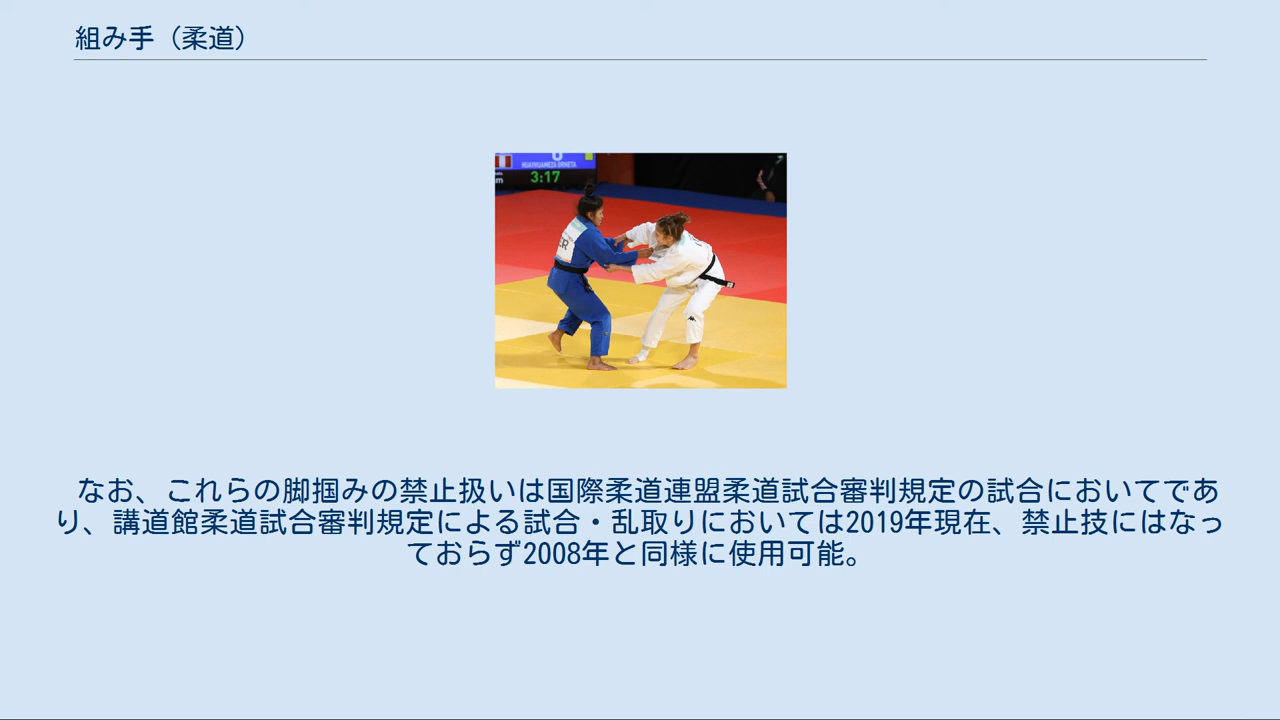 組み手（柔道）
HUAYHUAMEZA ORNETA
3:17
ER
なお、これらの脚掴みの禁止扱いは国際柔道連盟柔道試合審判規定の試合においてであ
り、講道館柔道試合審判規定による試合・乱取りにおいては2019年現在、禁止技にはなっ
ておらず2008年と同様に使用可能。